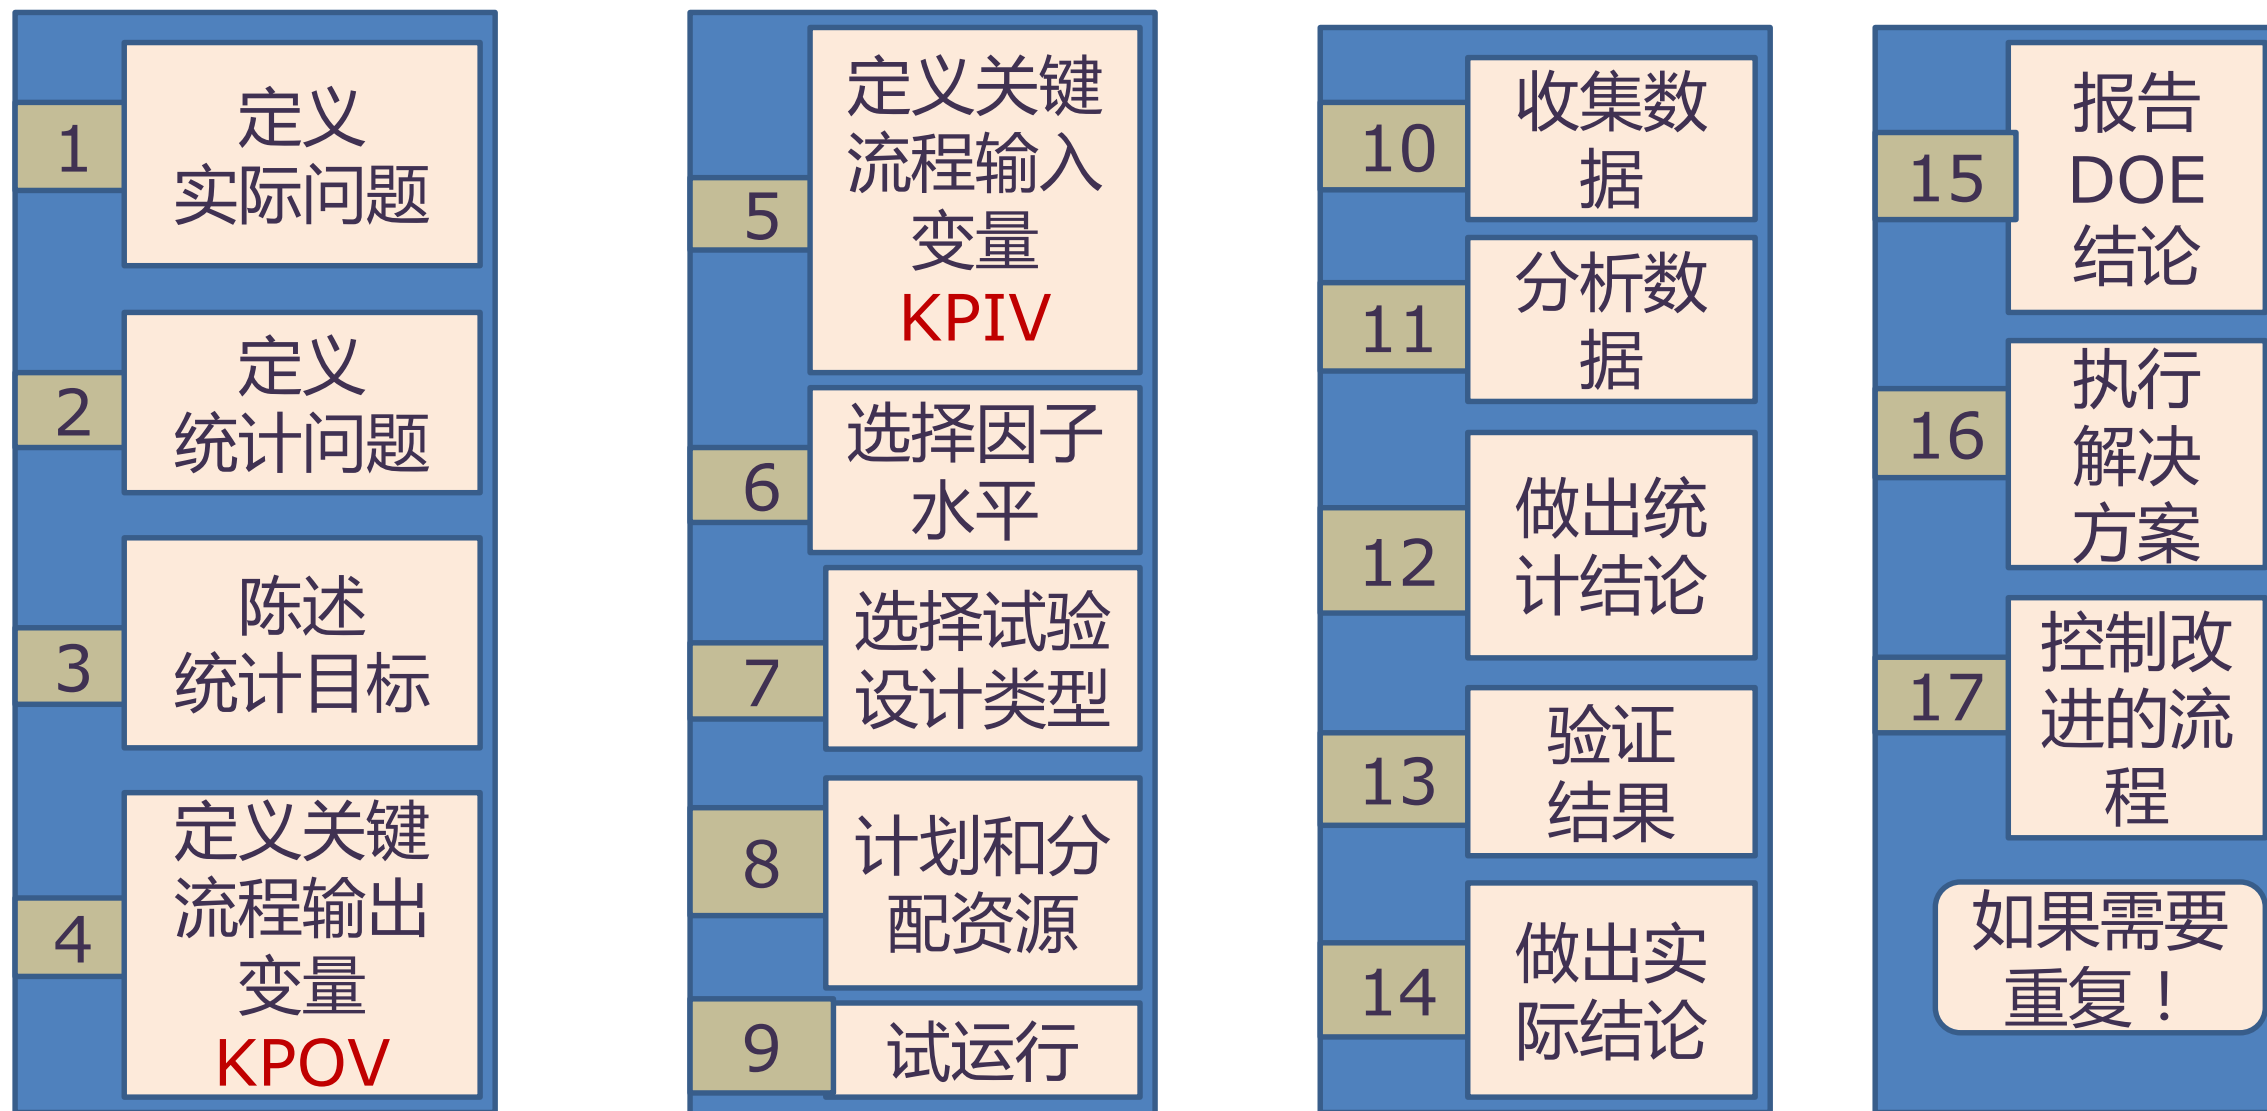 1
定义
实际问题
2
定义
统计问题
3
陈述
统计目标
4
定义关键
流程输出
变量
KPOV
5
定义关键
流程输入
变量
KPIV
6
选择因子
水平
7
选择试验
设计类型
8
计划和分
配资源
9
试运行
10
收集数
据
11
分析数
据
12
做出统
计结论
13
验证
结果
14
做出实
际结论
15
报告
DOE
结论
16
执行
解决
方案
17
控制改
进的流
程
如果需要
重复！